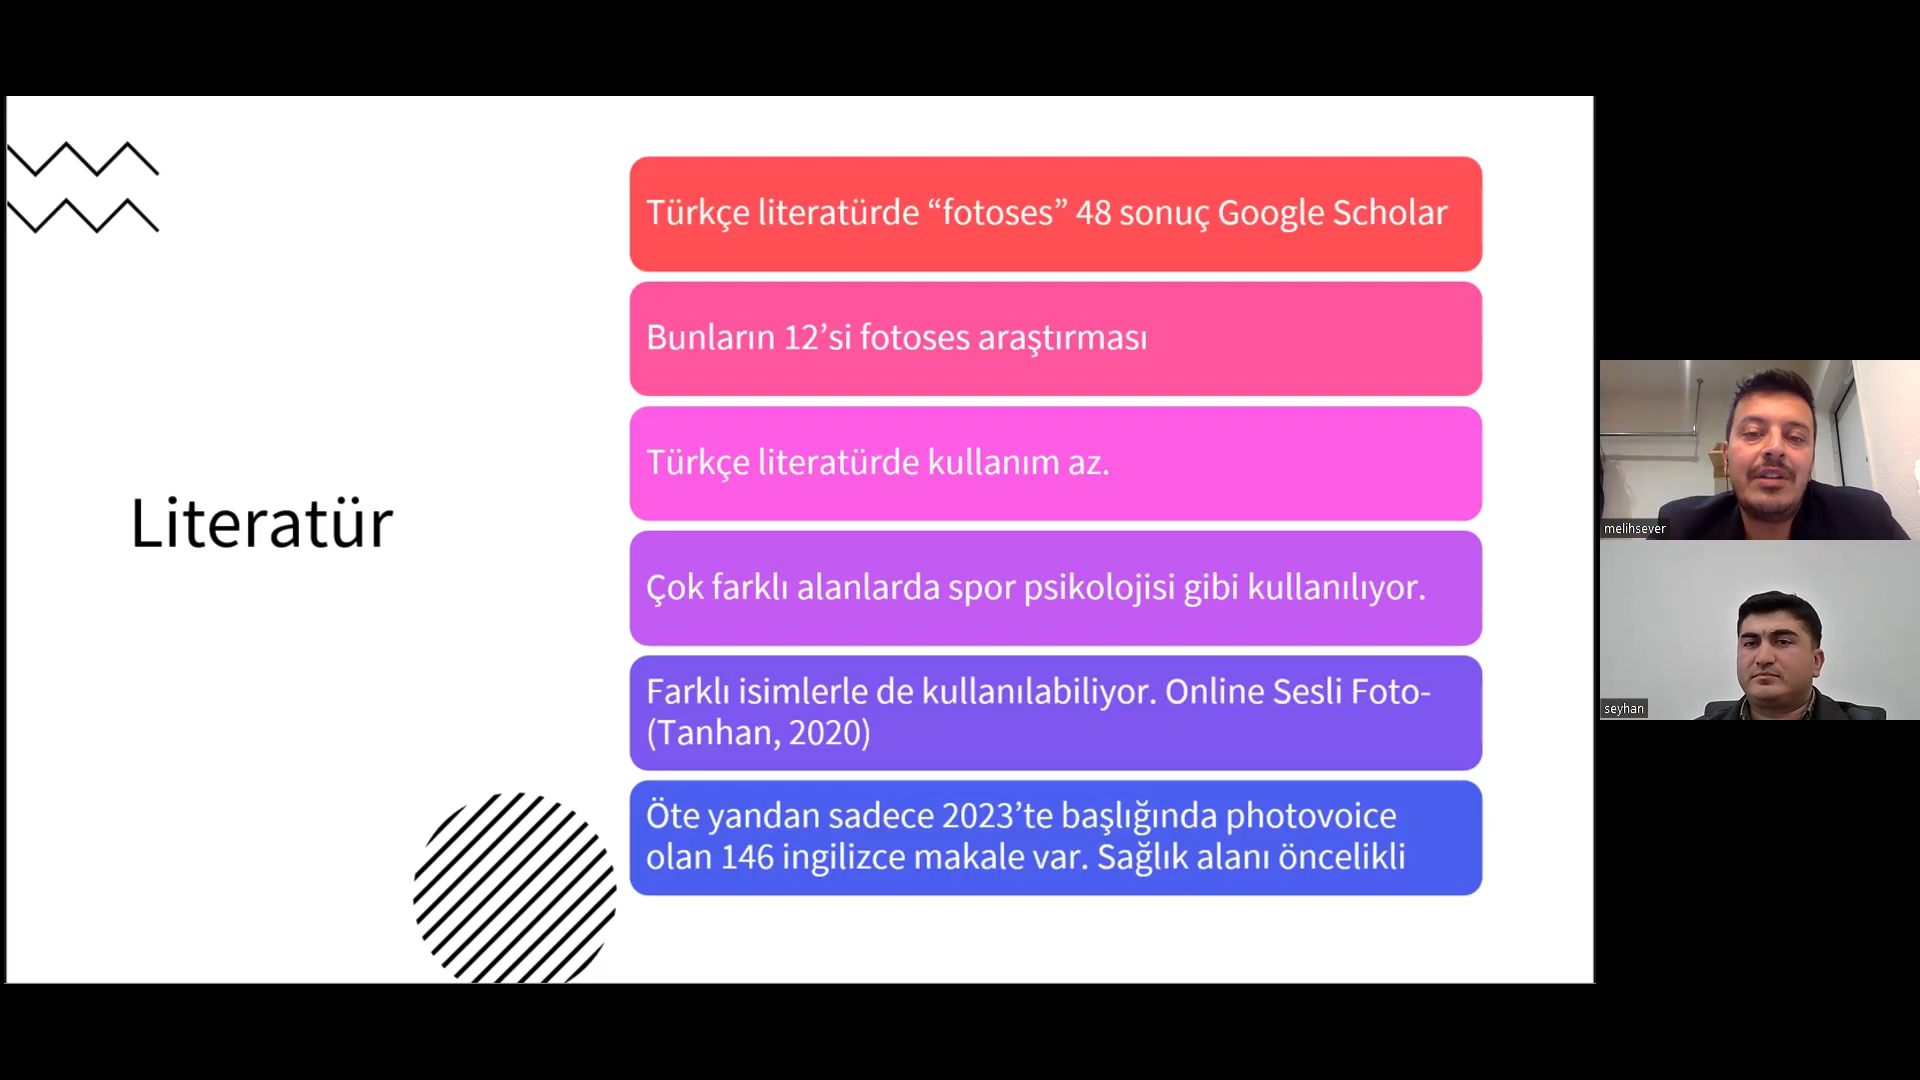 Literatür
Türkçe literatürde “fotoses” 48 sonuç Google Scholar
Bunların 12’si fotoses araştırması
Türkçe literatürde kullanım az.
Çok farklı alanlarda spor psikolojisi gibi kullanılıyor.
Farklı isimlerle de kullanılabiliyor. Online Sesli Foto-
(Tanhan, 2020)
Öte yandan sadece 2023’te başlığında photovoice
olan 146 ingilizce makale var. Sağlık alanı öncelikli
melihsever
seyhan